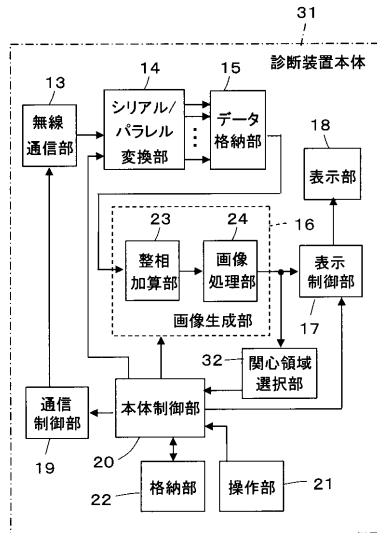 31
診断装置本体
13
14
15
無線
通信部
シリアル/
パラレル
変換部
データ
格納部
18
表示部
23
24
16
整相
加算部
画像
処理部
画像生成部
表示
制御部
17
32
関心領域
選択部
通信
制御部
19
本体制御部
20
格納部
22
操作部
21